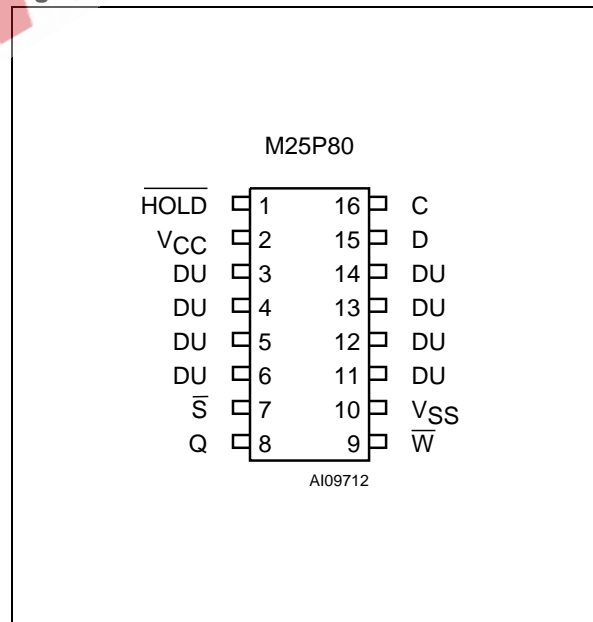 M25P80
HOLD 1 16 C
VCC 2 15 D
DU 3 14 DU
DU 4 13 DU
DU 5 12 DU
DU 6 11 DU
S 7 10 VSS
Q 8 9 W
AI09712